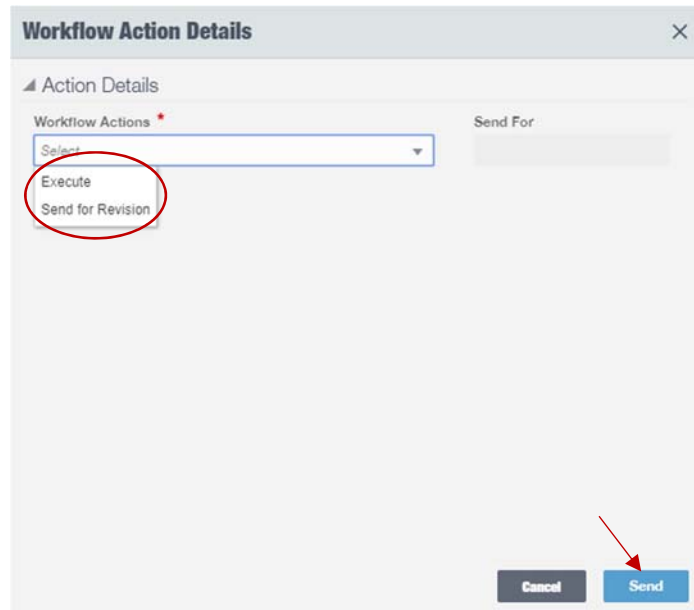 Workflow Action Details
Action Details
Workflow Actions *
Send For
Select
Execute
Send for Revision
Cancel
Send